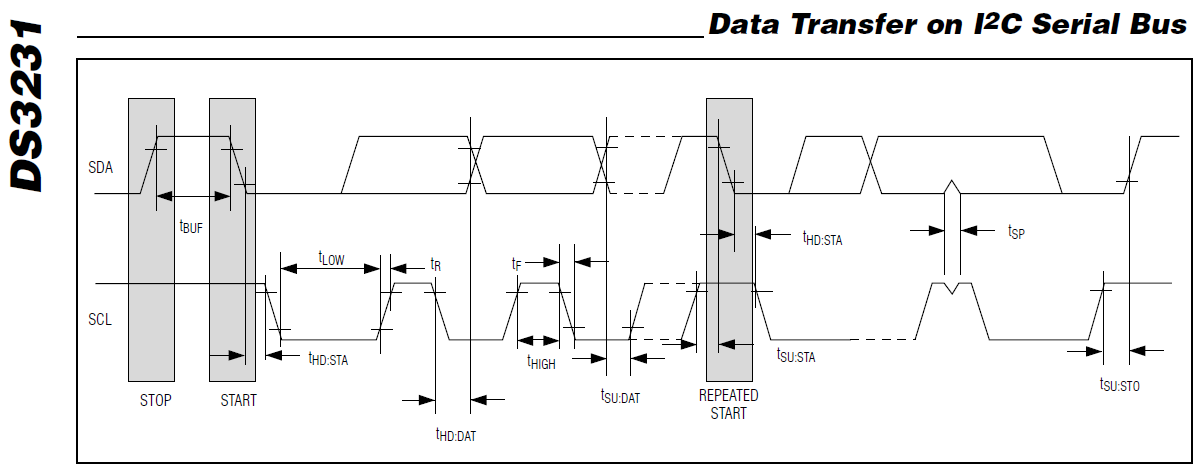 DS3231
Data Transfer on I²C Serial Bus
SDA
tBUF
tHD:STA
tSP
tLOW
tR
tF
SCL
tHD:STA
tHIGH
tSU:STA
tSU:DAT
tSU:STO
STOP
START
REPEATED
START
tHD:DAT